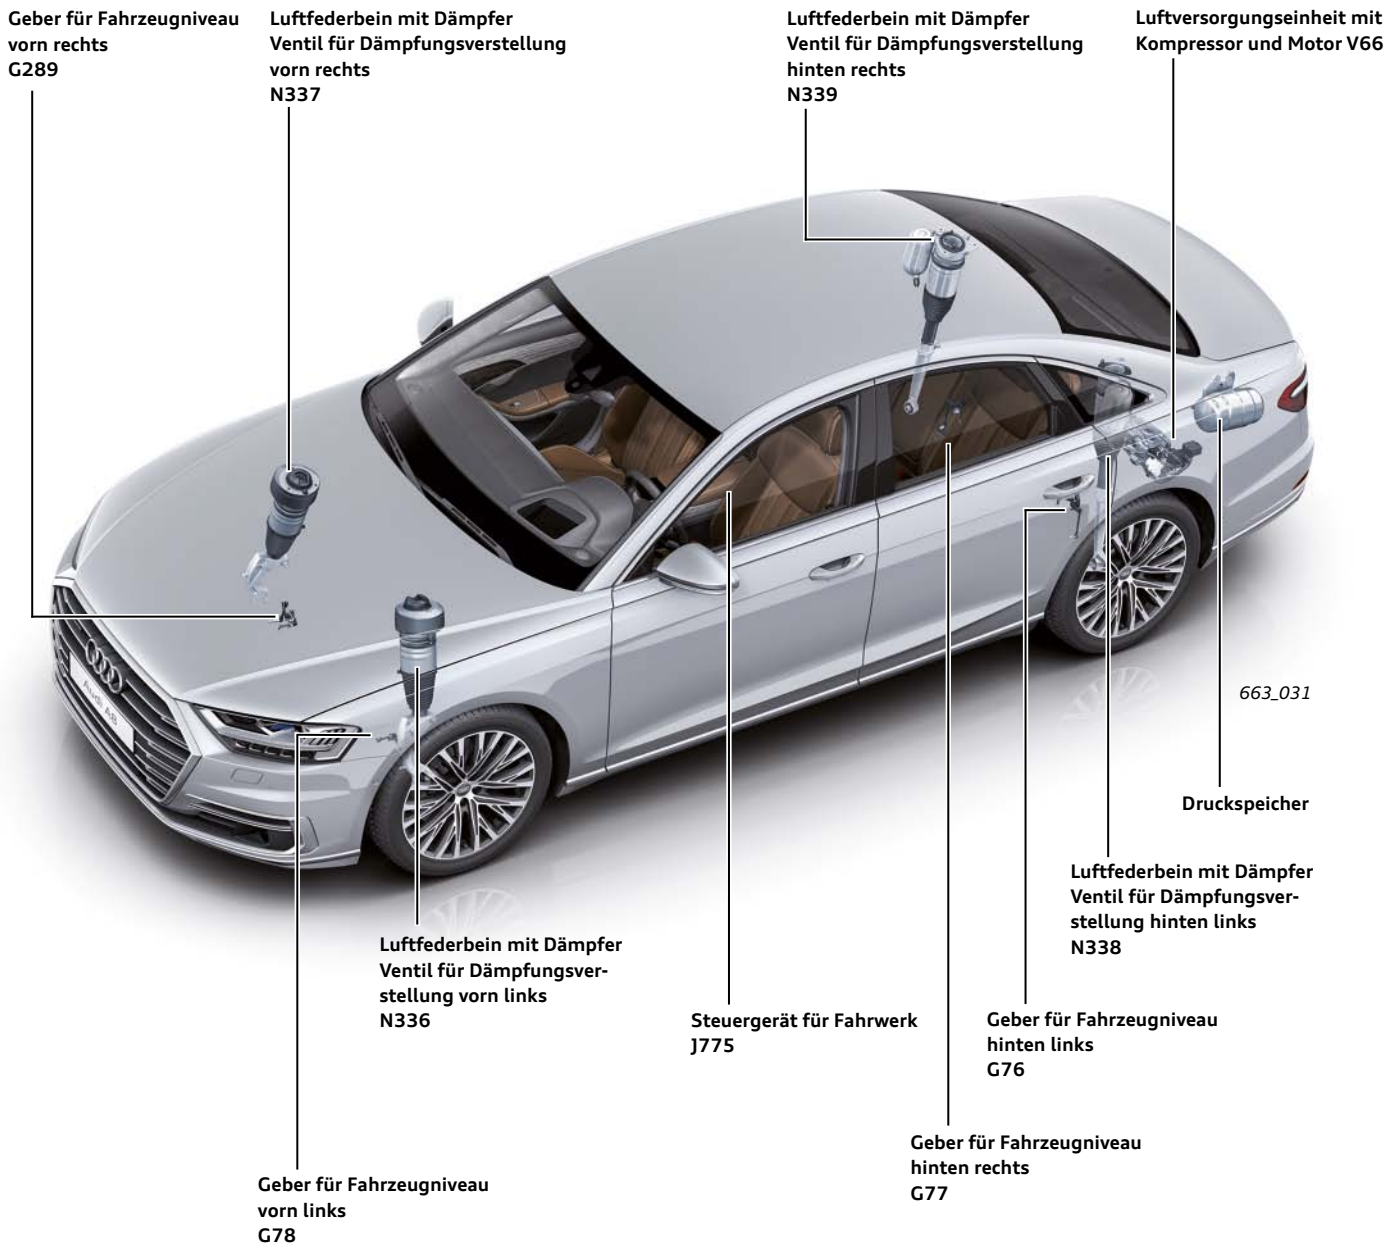 Geber für Fahrzeugniveau
vorn rechts
G289
Luftfederbein mit Dämpfer
Ventil für Dämpfungsverstellung
vorn rechts
N337
Luftfederbein mit Dämpfer
Ventil für Dämpfungsverstellung
hinten rechts
N339
Luftversorgungseinheit mit
Kompressor und Motor V66
Audi A8
663_031
Druckspeicher
Luftfederbein mit Dämpfer
Ventil für Dämpfungsver-
stellung hinten links
N338
Luftfederbein mit Dämpfer
Ventil für Dämpfungsver-
stellung vorn links
N336
Steuergerät für Fahrwerk
J775
Geber für Fahrzeugniveau
hinten links
G76
Geber für Fahrzeugniveau
hinten rechts
G77
Geber für Fahrzeugniveau
vorn links
G78